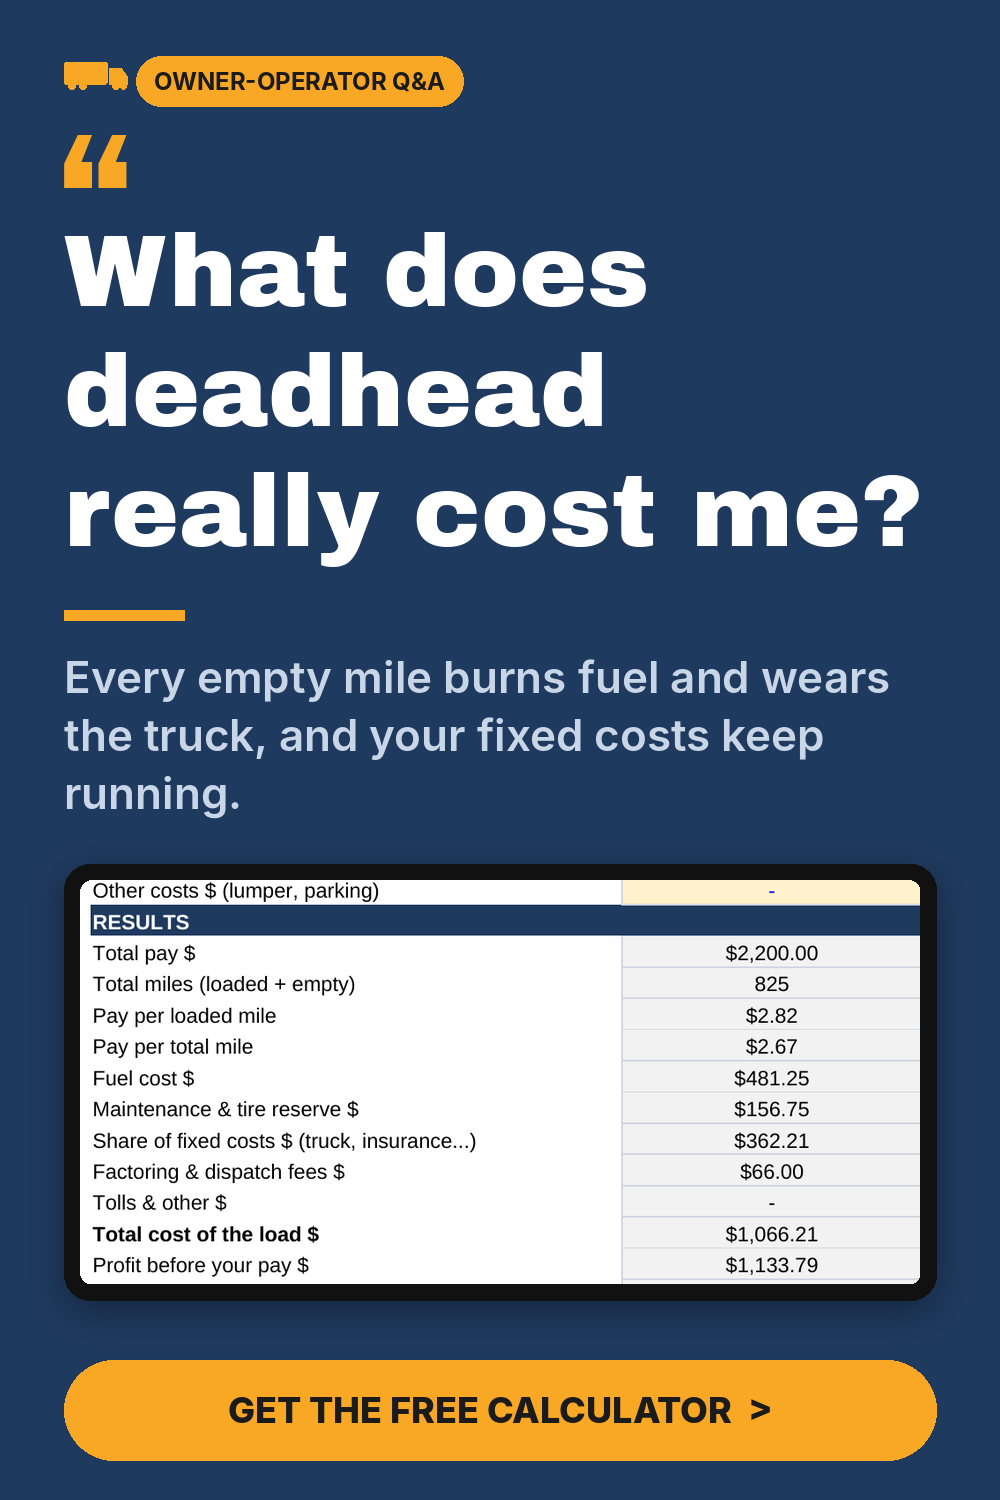 OWNER-OPERATOR Q&A
“
What does
deadhead
really cost me?
Every empty mile burns fuel and wears
the truck, and your fixed costs keep
running.
Other costs $ (lumper, parking) -
RESULTS
Total pay $ $2,200.00
Total miles (loaded + empty) 825
Pay per loaded mile $2.82
Pay per total mile $2.67
Fuel cost $ $481.25
Maintenance & tire reserve $ $156.75
Share of fixed costs $ (truck, insurance...) $362.21
Factoring & dispatch fees $ $66.00
Tolls & other $ -
Total cost of the load $ $1,066.21
Profit before your pay $ $1,133.79
GET THE FREE CALCULATOR >